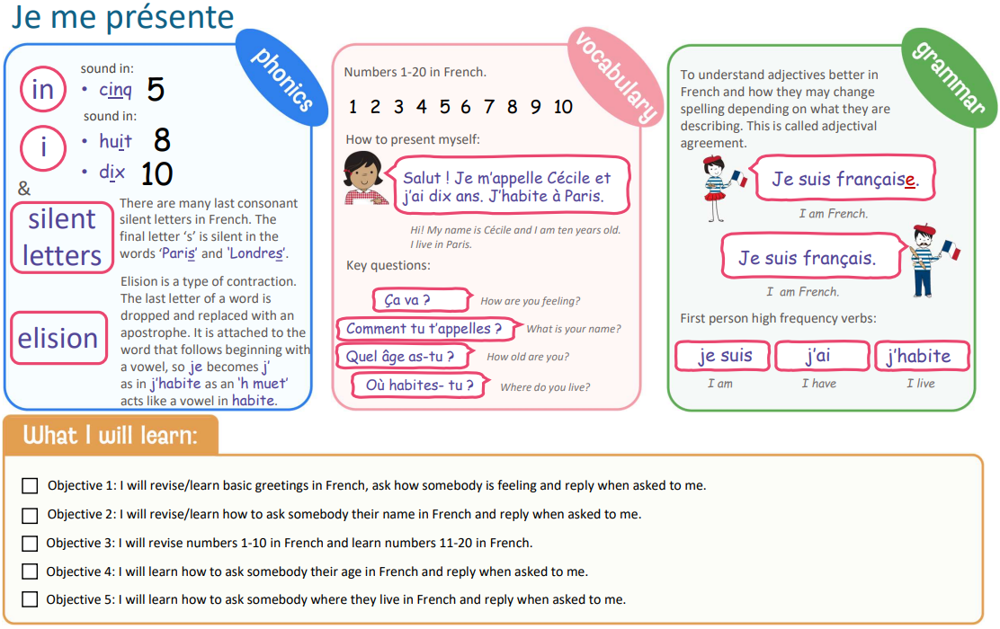 Je me présente
phonics
in
sound in:
• cinq 5
i
sound in:
• huit 8
• dix 10
&
silent
letters
There are many last consonant
silent letters in French. The
final letter ‘s’ is silent in the
words ‘Paris’ and ‘Londres’.
elision
Elision is a type of contraction.
The last letter of a word is
dropped and replaced with an
apostrophe. It is attached to the
word that follows beginning with
a vowel, so je becomes j’
as in j’habite as an ‘h muet’
acts like a vowel in habite.
vocabulary
Numbers 1-20 in French.
1 2 3 4 5 6 7 8 9 10
How to present myself:
Salut ! Je m’appelle Cécile et
j’ai dix ans. J’habite à Paris.
Hi! My name is Cécile and I am ten years old.
I live in Paris.
Key questions:
Ça va ? How are you feeling?
Comment tu t’appelles ? What is your name?
Quel âge as-tu ? How old are you?
Où habites- tu ? Where do you live?
grammar
To understand adjectives better in
French and how they may change
spelling depending on what they are
describing. This is called adjectival
agreement.
Je suis française.
I am French.
Je suis français.
I am French.
First person high frequency verbs:
je suis j’ai j’habite
I am I have I live
What I will learn:
Objective 1: I will revise/learn basic greetings in French, ask how somebody is feeling and reply when asked to me.
Objective 2: I will revise/learn how to ask somebody their name in French and reply when asked to me.
Objective 3: I will revise numbers 1-10 in French and learn numbers 11-20 in French.
Objective 4: I will learn how to ask somebody their age in French and reply when asked to me.
Objective 5: I will learn how to ask somebody where they live in French and reply when asked to me.